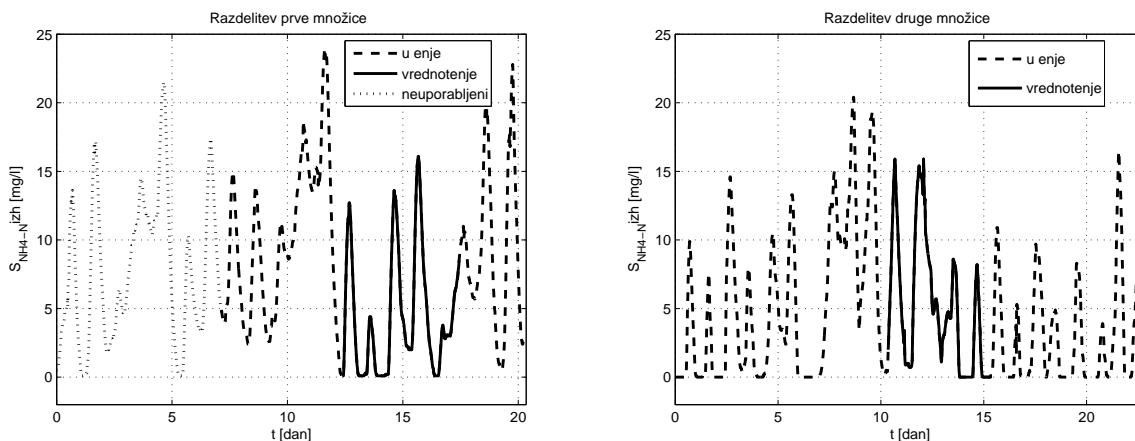 Razdelitev prve množice
25
20
15
10
5
0
S_NH4−N^izh [mg/l]
0 5 10 15 20
t [dan]
u enje
vrednotenje
neuporabljeni
Razdelitev druge množice
25
20
15
10
5
0
S_NH4−N^izh [mg/l]
0 5 10 15 20
t [dan]
u enje
vrednotenje